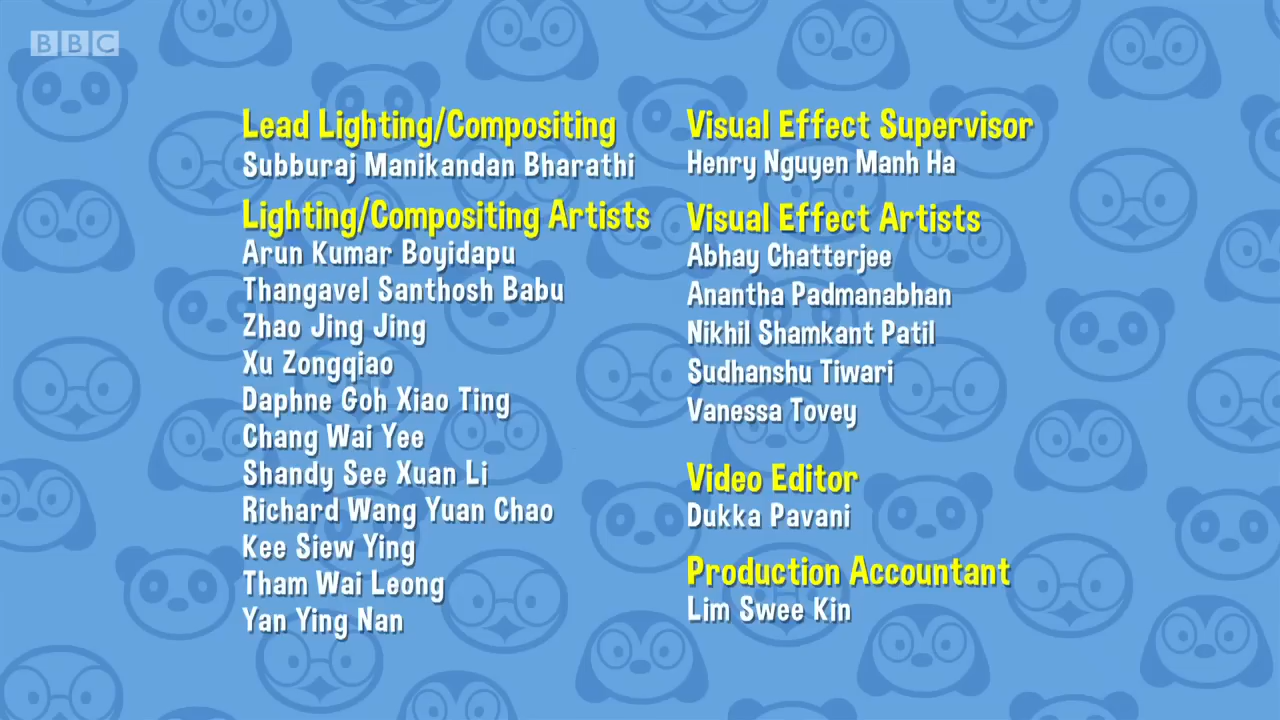 BBC
Lead Lighting/Compositing
Subburaj Manikandan Bharathi
Lighting/Compositing Artists
Arun Kumar Boyidapu
Thangavel Santhosh Babu
Zhao Jing Jing
Xu Zongqiao
Daphne Goh Xiao Ting
Chang Wai Yee
Shandy See Xuan Li
Richard Wang Yuan Chao
Kee Siew Ying
Tham Wai Leong
Yan Ying Nan
Visual Effect Supervisor
Henry Nguyen Manh Ha
Visual Effect Artists
Abhay Chatterjee
Anantha Padmanabhan
Nikhil Shamkant Patil
Sudhanshu Tiwari
Vanessa Tovey
Video Editor
Dukka Pavani
Production Accountant
Lim Swee Kin